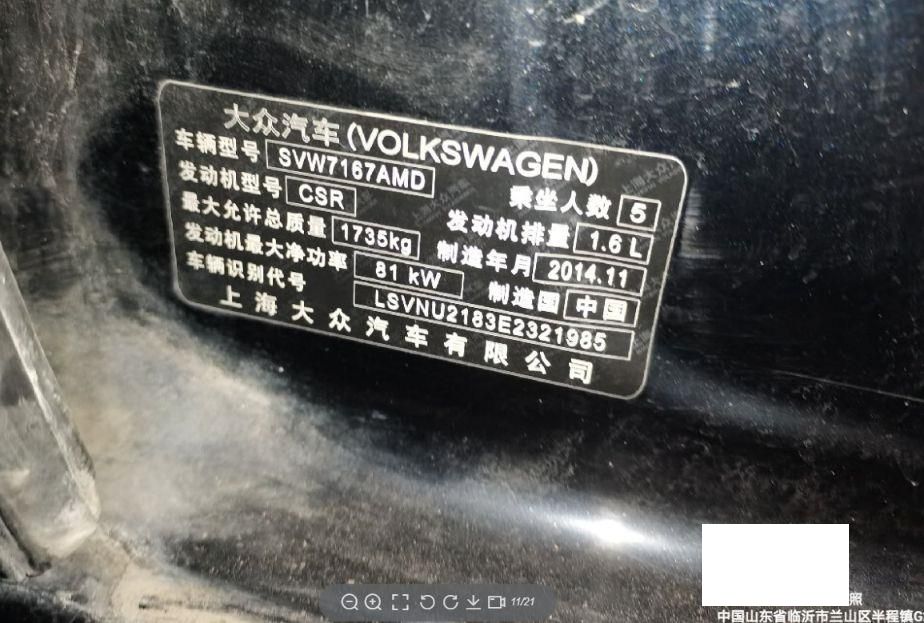 大众汽车(VOLKSWAGEN)
车辆型号 SVW7167AMD 乘坐人数 5
发动机型号 CSR 发动机排量 1.6 L
最大允许总质量 1735kg 制造年月 2014.11
发动机最大净功率 81 kW 制造国 中国
车辆识别代号 LSVNU2183E2321985
上海大众汽车有限公司
11/21
照
中国山东省临沂市兰山区半程镇G